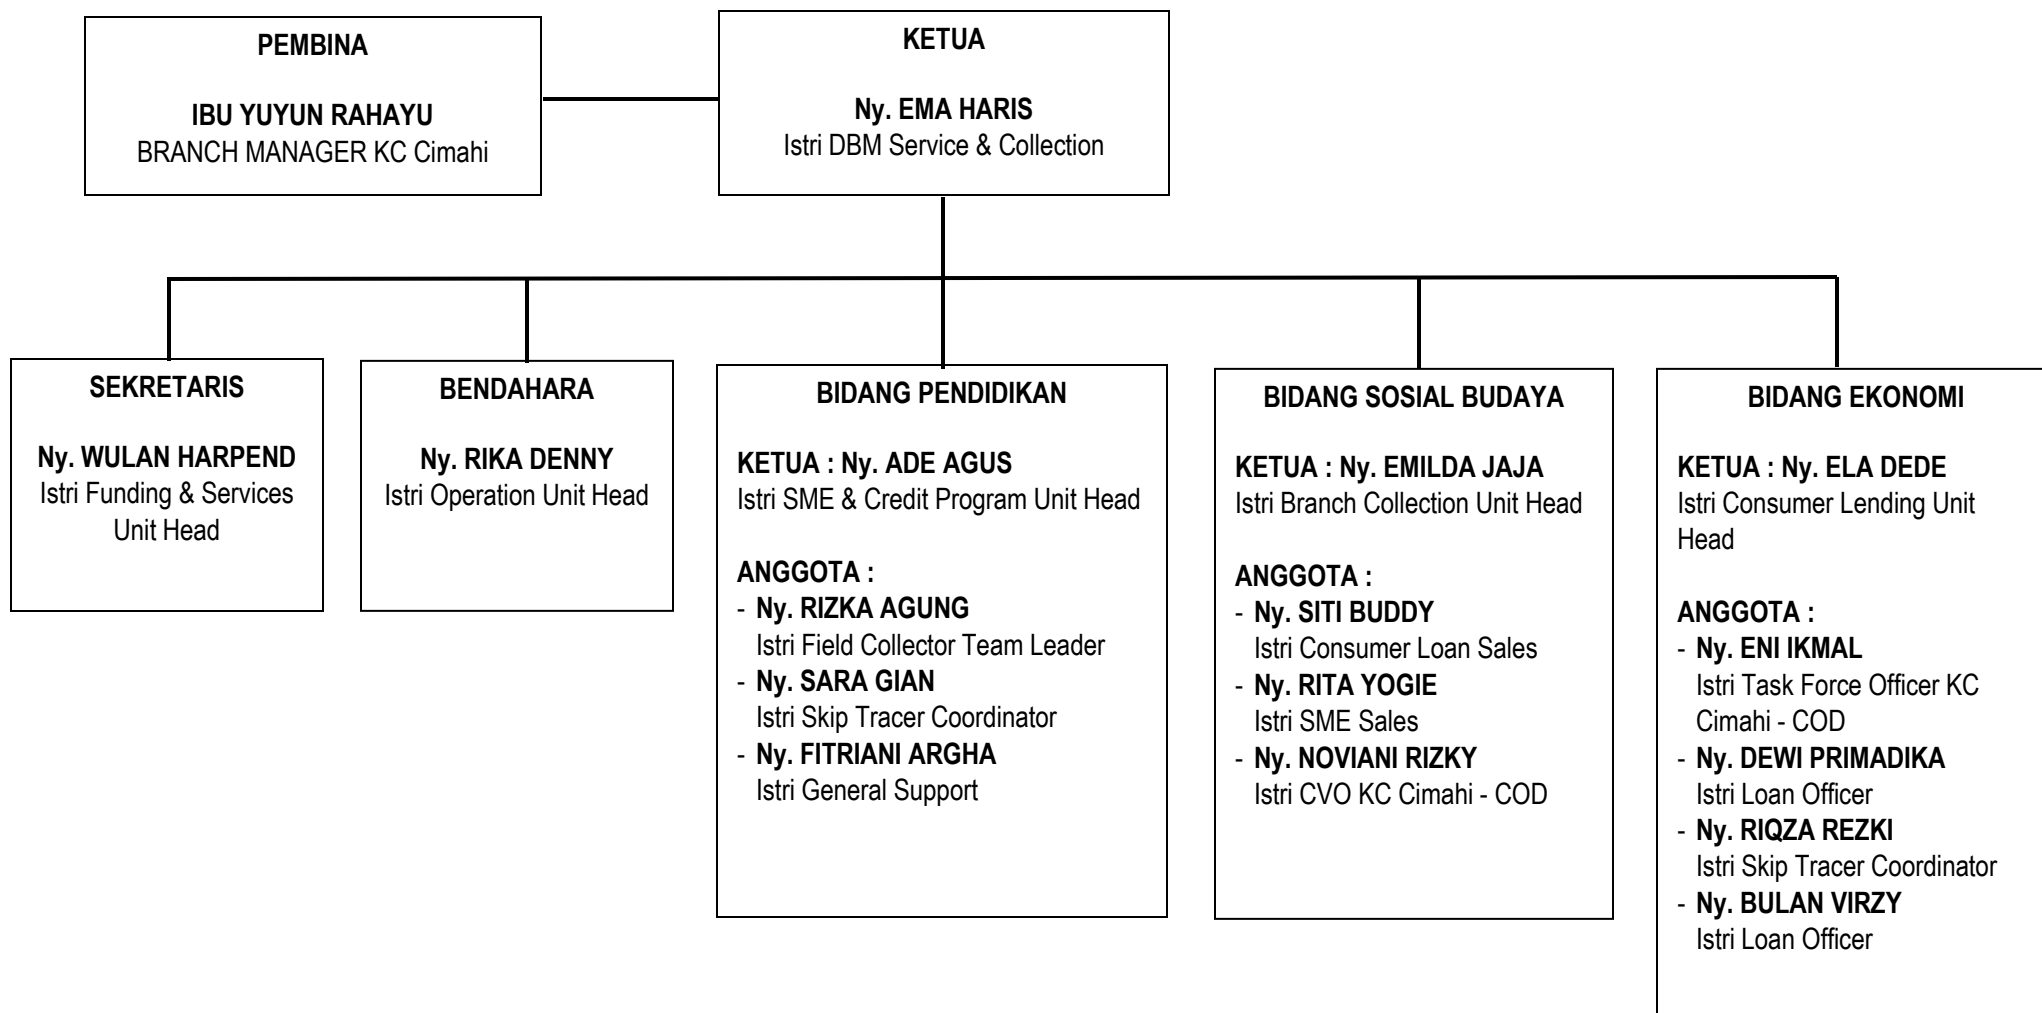 PEMBINA
IBU YUYUN RAHAYU
BRANCH MANAGER KC Cimahi
KETUA
Ny. EMA HARIS
Istri DBM Service & Collection
SEKRETARIS
Ny. WULAN HARPEND
Istri Funding & Services
Unit Head
BENDAHARA
Ny. RIKA DENNY
Istri Operation Unit Head
BIDANG PENDIDIKAN
KETUA : Ny. ADE AGUS
Istri SME & Credit Program Unit Head
ANGGOTA :
- Ny. RIZKA AGUNG
Istri Field Collector Team Leader
- Ny. SARA GIAN
Istri Skip Tracer Coordinator
- Ny. FITRIANI ARGHA
Istri General Support
BIDANG SOSIAL BUDAYA
KETUA : Ny. EMILDA JAJA
Istri Branch Collection Unit Head
ANGGOTA :
- Ny. SITI BUDDY
Istri Consumer Loan Sales
- Ny. RITA YOGIE
Istri SME Sales
- Ny. NOVIANI RIZKY
Istri CVO KC Cimahi - COD
BIDANG EKONOMI
KETUA : Ny. ELA DEDE
Istri Consumer Lending Unit
Head
ANGGOTA :
- Ny. ENI IKMAL
Istri Task Force Officer KC
Cimahi - COD
- Ny. DEWI PRIMADIKA
Istri Loan Officer
- Ny. RIQZA REZKI
Istri Skip Tracer Coordinator
- Ny. BULAN VIRZY
Istri Loan Officer